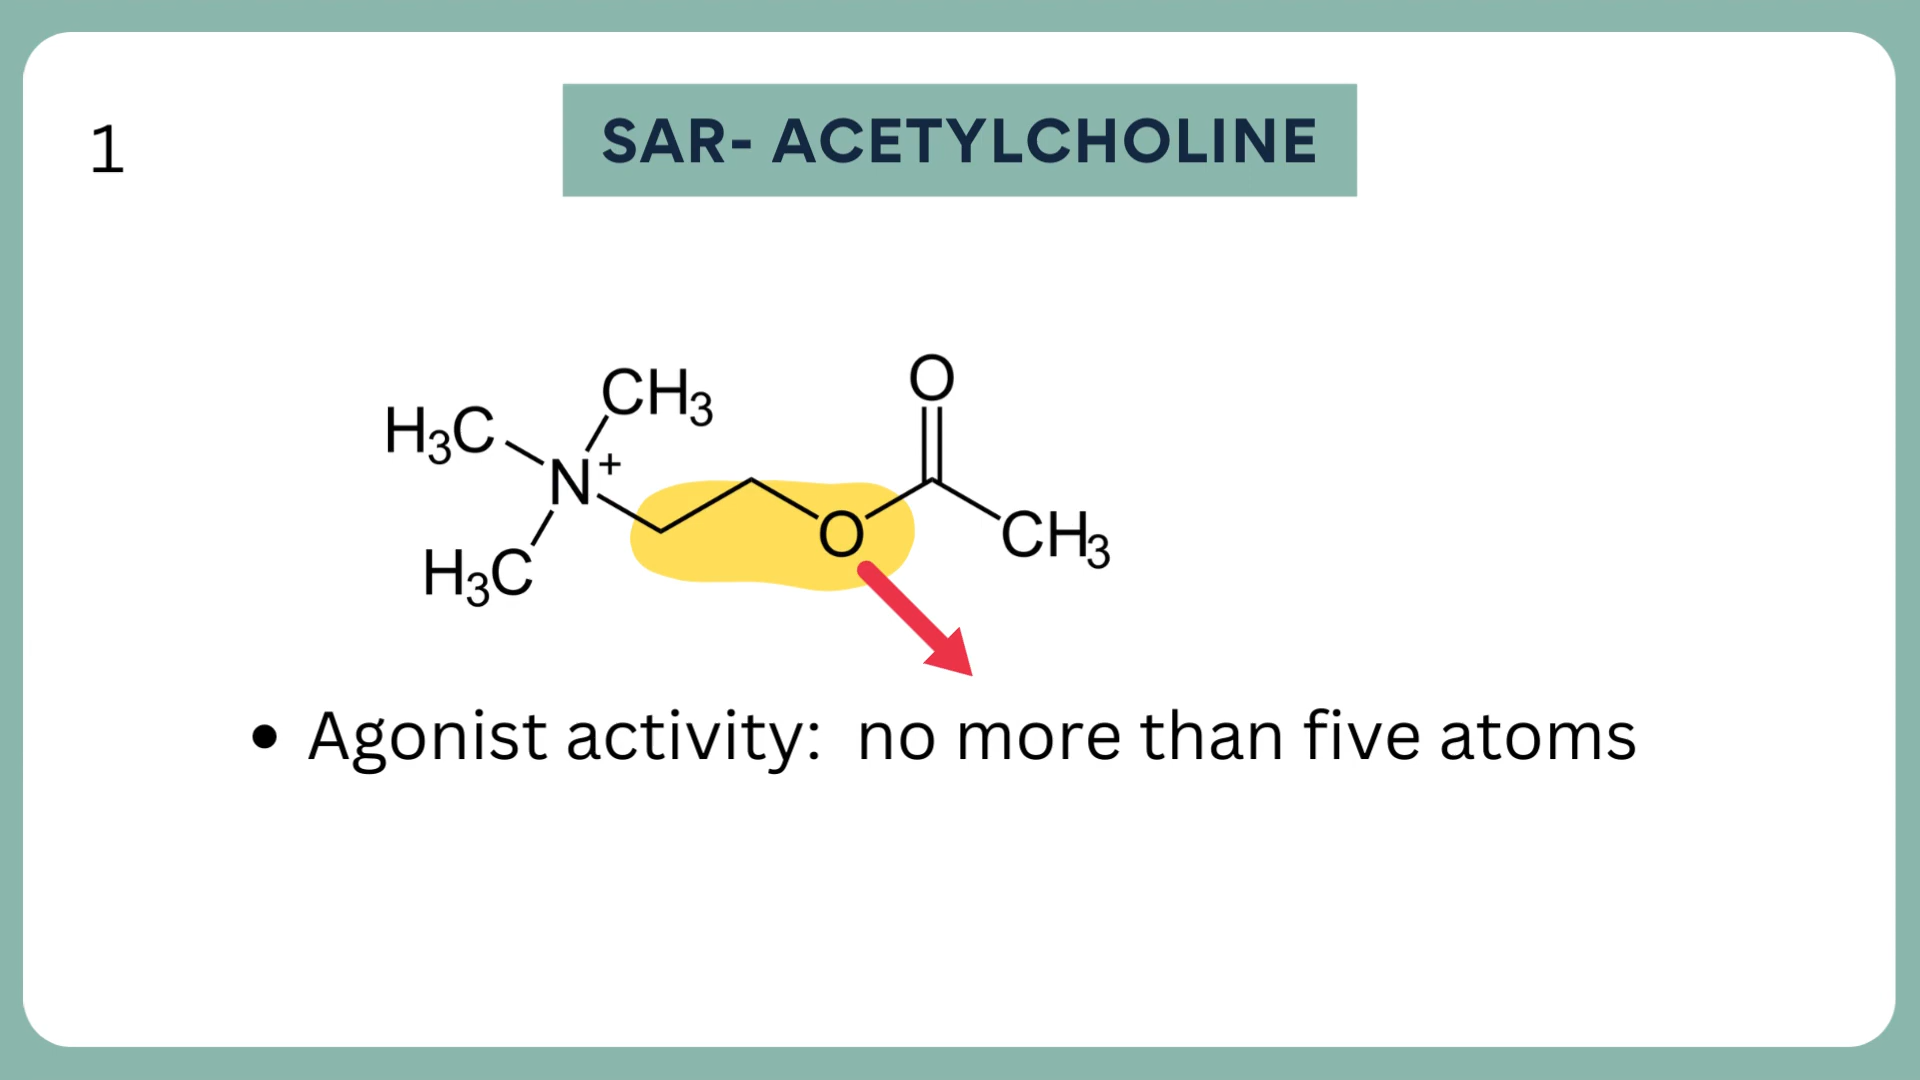 1
SAR- ACETYLCHOLINE
O
CH₃
H₃C
N⁺
O
CH₃
H₃C
• Agonist activity: no more than five atoms